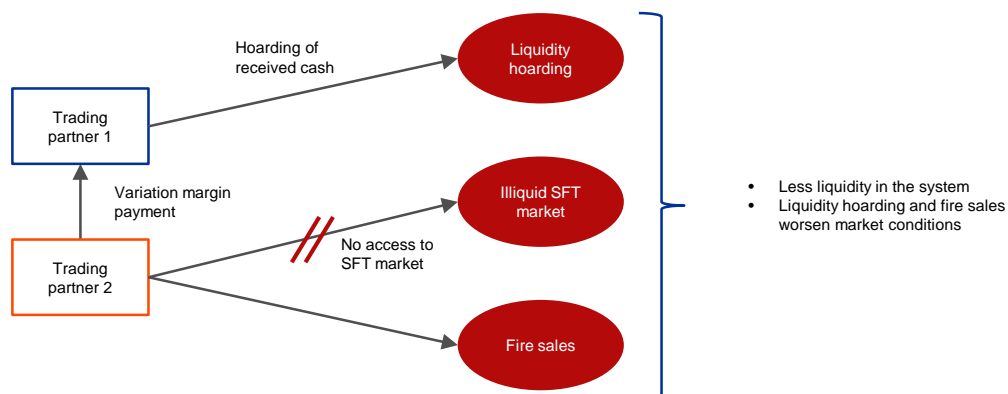 Hoarding of
received cash
Liquidity
hoarding
Trading
partner 1
Variation margin
payment
Illiquid SFT
market
No access to
SFT market
Trading
partner 2
Fire sales
• Less liquidity in the system
• Liquidity hoarding and fire sales
worsen market conditions